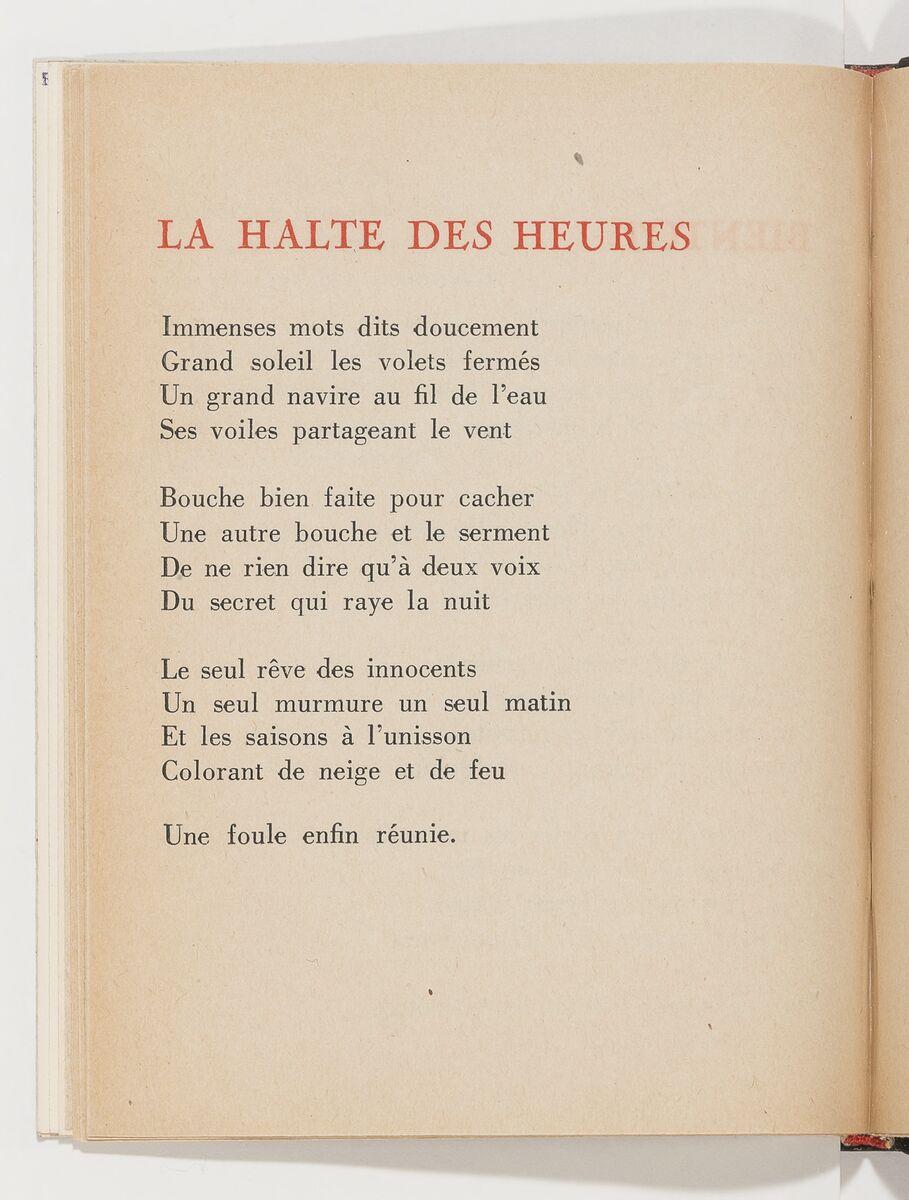 LA HALTE DES HEURES
Immenses mots dits doucement
Grand soleil les volets fermés
Un grand navire au fil de l'eau
Ses voiles partageant le vent
Bouche bien faite pour cacher
Une autre bouche et le serment
De ne rien dire qu'à deux voix
Du secret qui raye la nuit
Le seul rêve des innocents
Un seul murmure un seul matin
Et les saisons à l'unisson
Colorant de neige et de feu
Une foule enfin réunie.